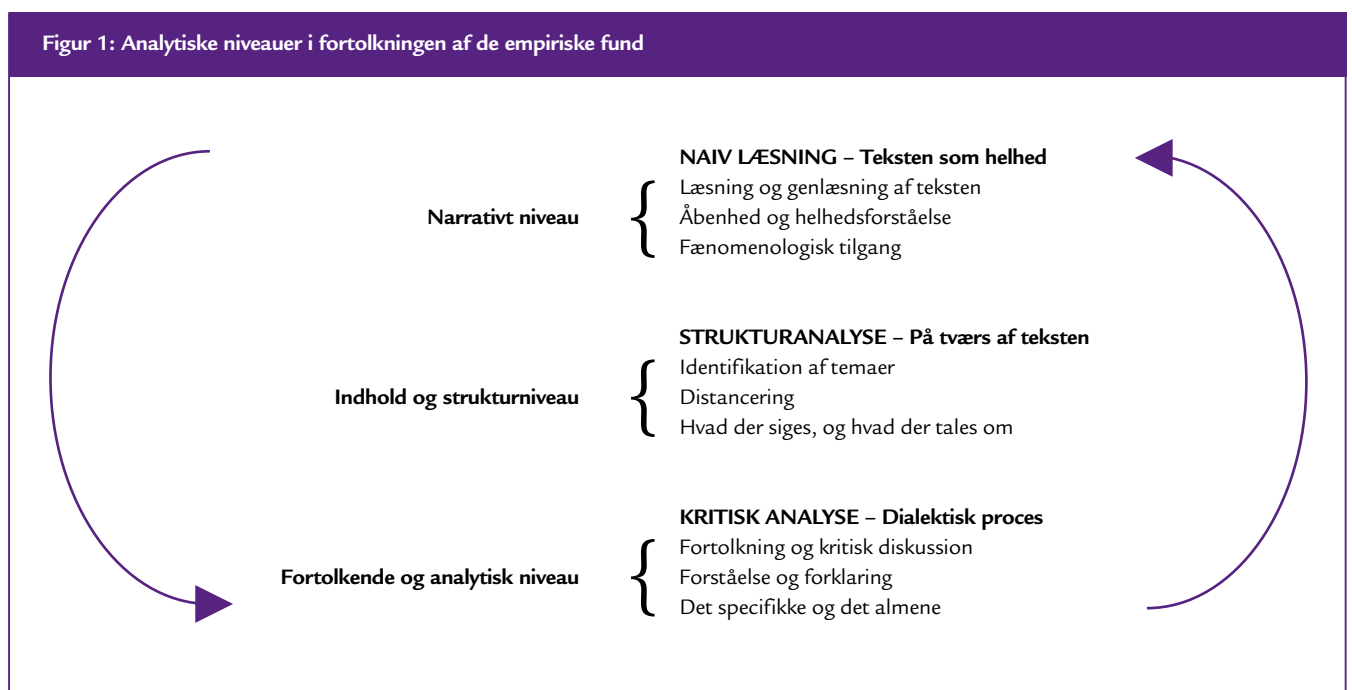 Figur 1: Analytiske niveauer i fortolkningen af de empiriske fund
NAIV LÆSNING – Teksten som helhed
Narrativt niveau
{
Læsning og genlæsning af teksten
Åbenhed og helhedsforståelse
Fænomenologisk tilgang
STRUKTURANALYSE – På tværs af teksten
Indhold og strukturniveau
{
Identifikation af temaer
Distancering
Hvad der siges, og hvad der tales om
KRITISK ANALYSE – Dialektisk proces
Fortolkende og analytisk niveau
{
Fortolkning og kritisk diskussion
Forståelse og forklaring
Det specifikke og det almene